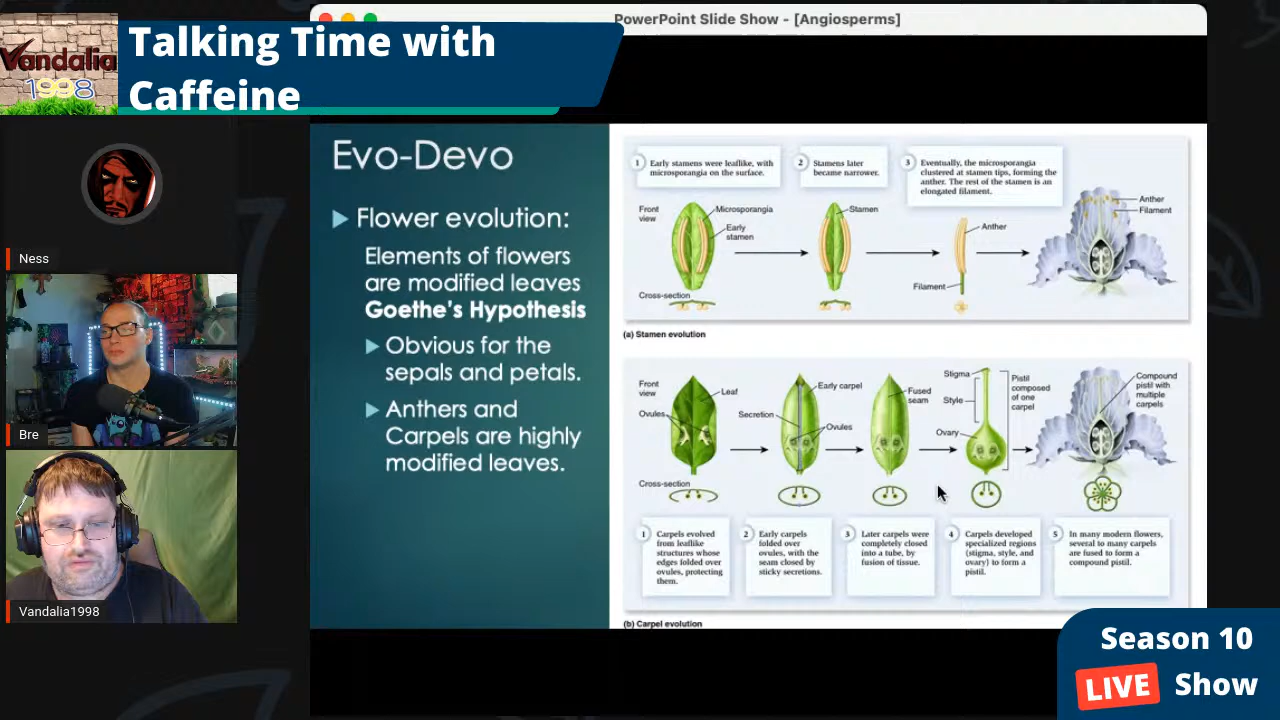 PowerPoint Slide Show - [Angiosperms]
Vandalia
1998
Talking Time with
Caffeine
Ness
Bre
Vandalia1998
Evo-Devo
Flower evolution:
Elements of flowers
are modified leaves
Goethe's Hypothesis
Obvious for the
sepals and petals.
Anthers and
Carpels are highly
modified leaves.
1 Early stamens were leaflike, with
microsporangia on the surface.
2 Stamens later
became narrower.
3 Eventually, the microsporangia
clustered at stamen tips, forming the
anther. The rest of the stamen is an
elongated filament.
Front
view
Microsporangia
Early
stamen
Cross-section
Stamen
Anther
Filament
Anther
Filament
(a) Stamen evolution
Front
view
Leaf
Ovules
Cross-section
Early carpel
Secretion
Ovules
Fused
seam
Stigma
Style
Ovary
Pistil
composed
of one
carpel
Compound
pistil with
multiple
carpels
1 Carpels evolved
from leaflike
structures whose
edges folded over
ovules, protecting
them.
2 Early carpels
folded over
ovules, with the
seam closed by
sticky secretions.
3 Later carpels were
completely closed
into a tube, by
fusion of tissue.
4 Carpels developed
specialized regions
(stigma, style, and
ovary) to form a
pistil.
5 In many modern flowers,
several to many carpels
are fused to form a
compound pistil.
(b) Carpel evolution
Season 10
LIVE Show